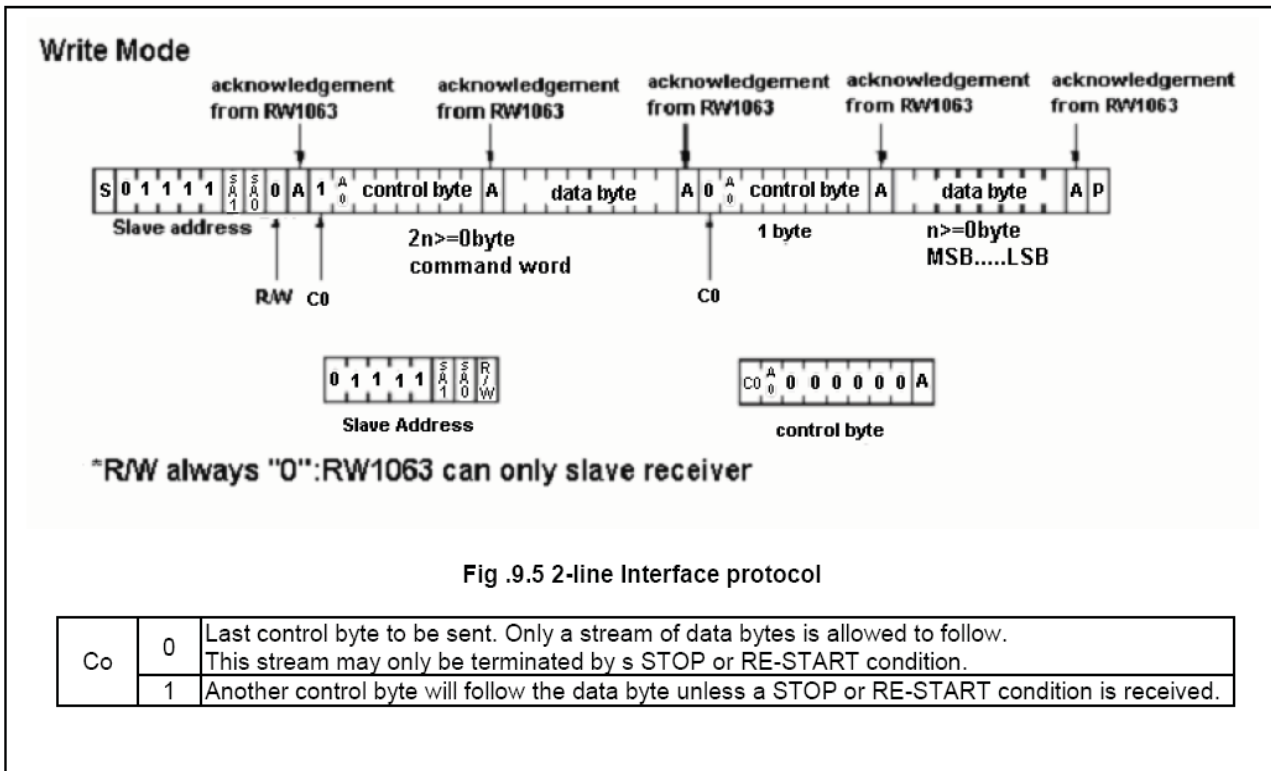 Write Mode
acknowledgement acknowledgement acknowledgement acknowledgement acknowledgement
from RW1063 from RW1063 from RW1063 from RW1063 from RW1063
S 0 1 1 1 1 SA1 SA0 0 A 1 A0 control byte A data byte A 0 A0 control byte A data byte A P
Slave address
2n>=0byte
command word
1 byte
n>=0byte
MSB.....LSB
R/W C0 C0
0 1 1 1 1 SA1 SA0 R/W
Slave Address
C0 A0 0 0 0 0 0 0 A
control byte
*R/W always "0":RW1063 can only slave receiver
Fig .9.5 2-line Interface protocol
Co
0 Last control byte to be sent. Only a stream of data bytes is allowed to follow.
This stream may only be terminated by s STOP or RE-START condition.
1 Another control byte will follow the data byte unless a STOP or RE-START condition is received.